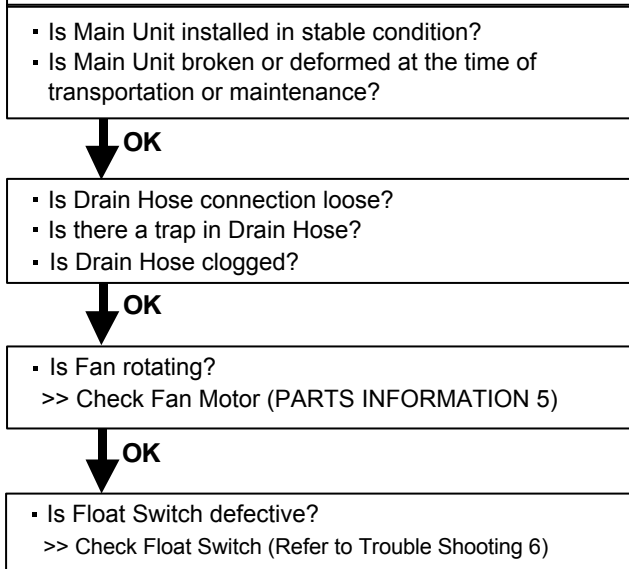 ▪ Is Main Unit installed in stable condition?
▪ Is Main Unit broken or deformed at the time of
transportation or maintenance?
OK
▪ Is Drain Hose connection loose?
▪ Is there a trap in Drain Hose?
▪ Is Drain Hose clogged?
OK
▪ Is Fan rotating?
>> Check Fan Motor (PARTS INFORMATION 5)
OK
▪ Is Float Switch defective?
>> Check Float Switch (Refer to Trouble Shooting 6)